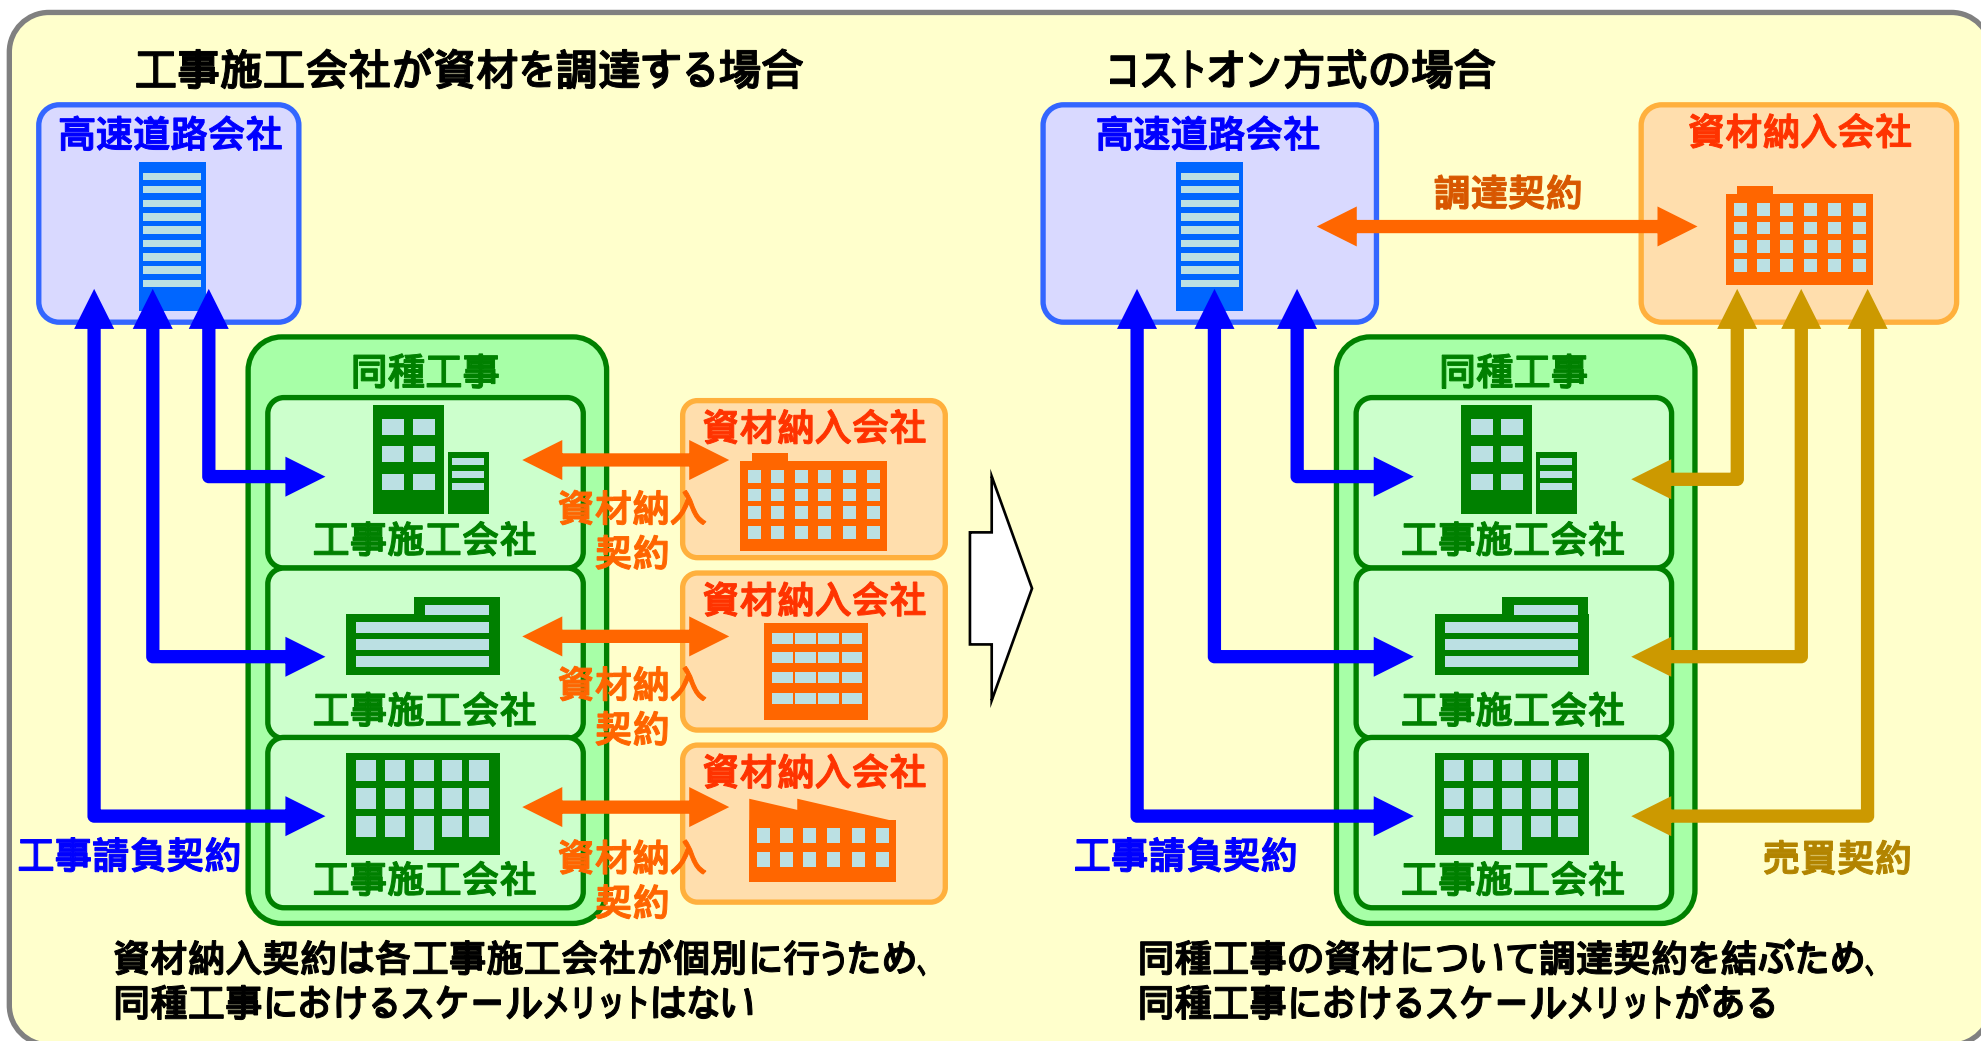 工事施工会社が資材を調達する場合
高速道路会社
同種工事
工事施工会社
資材納入会社
資材納入
契約
工事施工会社
資材納入会社
資材納入
契約
工事施工会社
資材納入会社
資材納入
契約
工事請負契約
資材納入契約は各工事施工会社が個別に行うため、
同種工事におけるスケールメリットはない
コストオン方式の場合
高速道路会社
調達契約
資材納入会社
同種工事
工事施工会社
工事施工会社
工事施工会社
工事請負契約
売買契約
同種工事の資材について調達契約を結ぶため、
同種工事におけるスケールメリットがある